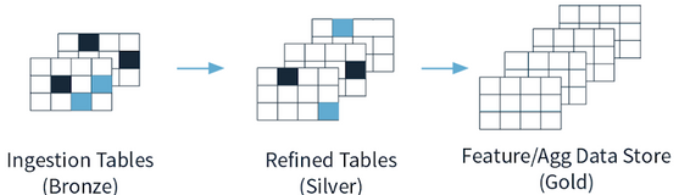 Ingestion Tables
(Bronze)
Refined Tables
(Silver)
Feature/Agg Data Store
(Gold)